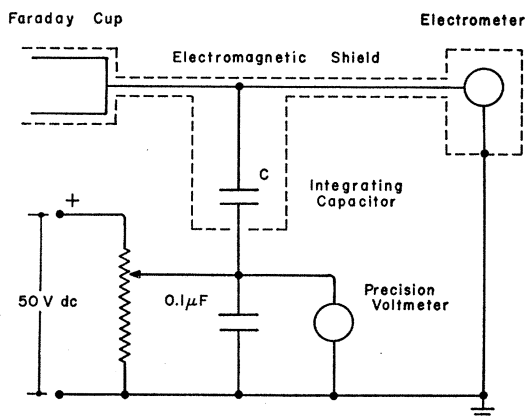 Faraday Cup
Electrometer
Electromagnetic Shield
C
Integrating
Capacitor
+
50 V dc
0.1μF
Precision
Voltmeter